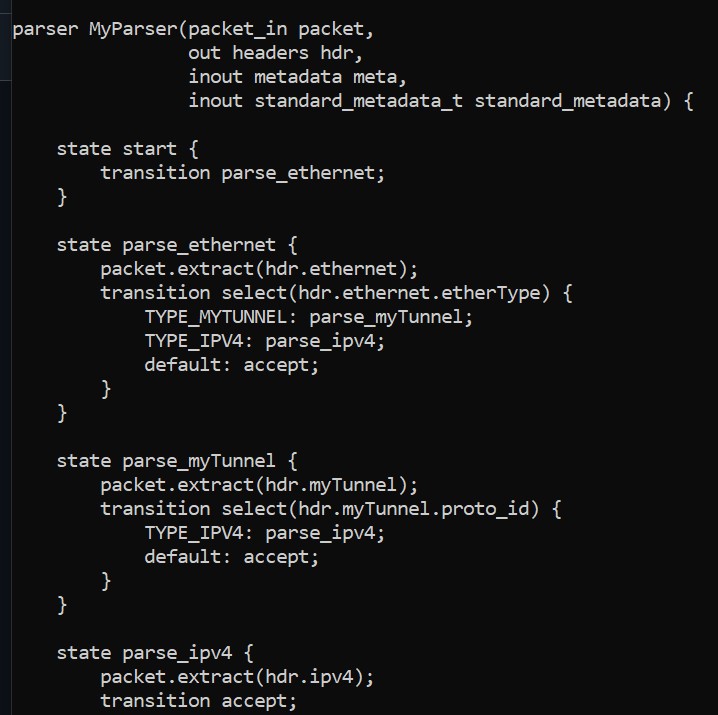 parser MyParser(packet_in packet,
                out headers hdr,
                inout metadata meta,
                inout standard_metadata_t standard_metadata) {

    state start {
        transition parse_ethernet;
    }

    state parse_ethernet {
        packet.extract(hdr.ethernet);
        transition select(hdr.ethernet.etherType) {
            TYPE_MYTUNNEL: parse_myTunnel;
            TYPE_IPV4: parse_ipv4;
            default: accept;
        }
    }

    state parse_myTunnel {
        packet.extract(hdr.myTunnel);
        transition select(hdr.myTunnel.proto_id) {
            TYPE_IPV4: parse_ipv4;
            default: accept;
        }
    }

    state parse_ipv4 {
        packet.extract(hdr.ipv4);
        transition accept;